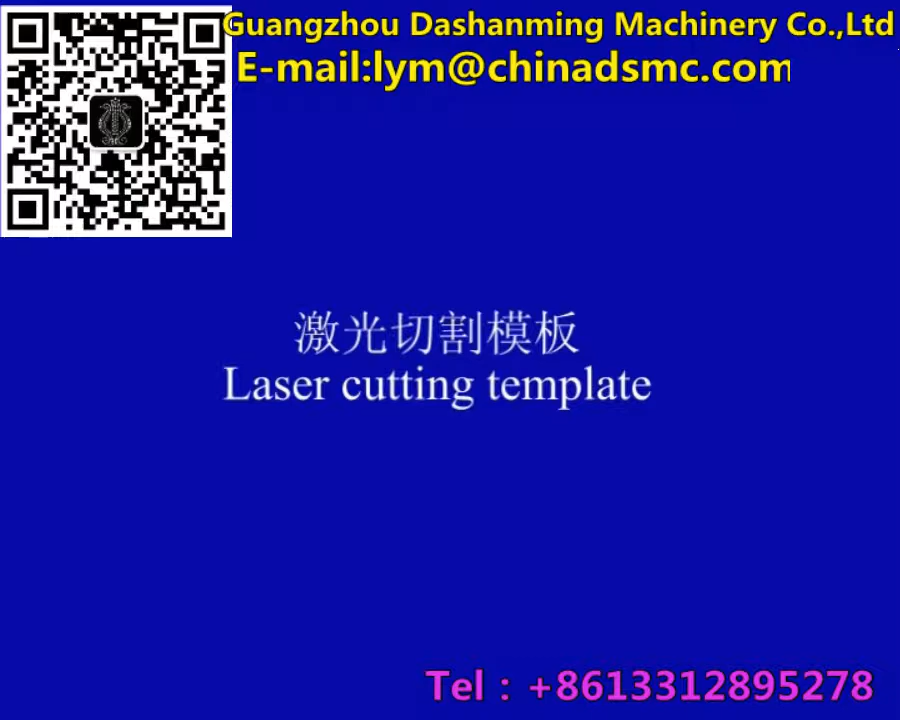 Guangzhou Dashanming Machinery Co.,Ltd
E-mail:lym@chinadsmc.com
激光切割模板
Laser cutting template
Tel：+8613312895278